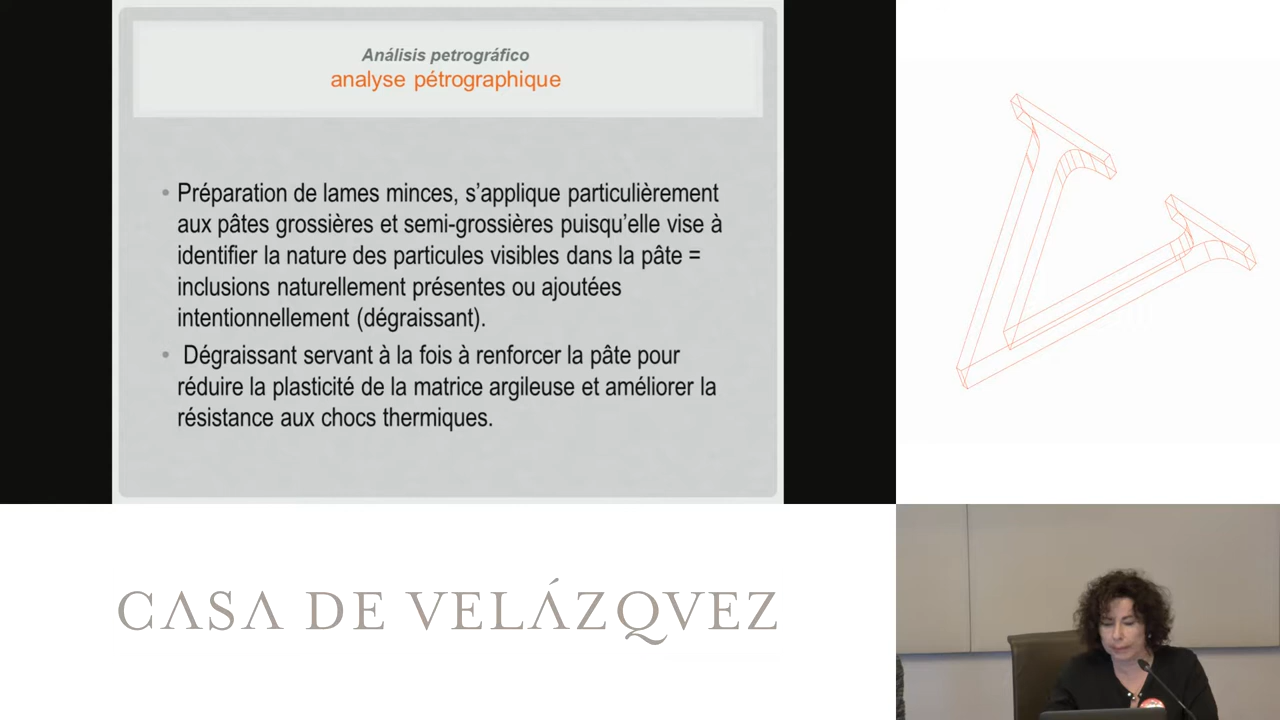 Análisis petrográfico
analyse pétrographique
• Préparation de lames minces, s’applique particulièrement
aux pâtes grossières et semi-grossières puisqu’elle vise à
identifier la nature des particules visibles dans la pâte =
inclusions naturellement présentes ou ajoutées
intentionnellement (dégraissant).
• Dégraissant servant à la fois à renforcer la pâte pour
réduire la plasticité de la matrice argileuse et améliorer la
résistance aux chocs thermiques.
CASA DE VELÁZQVEZ